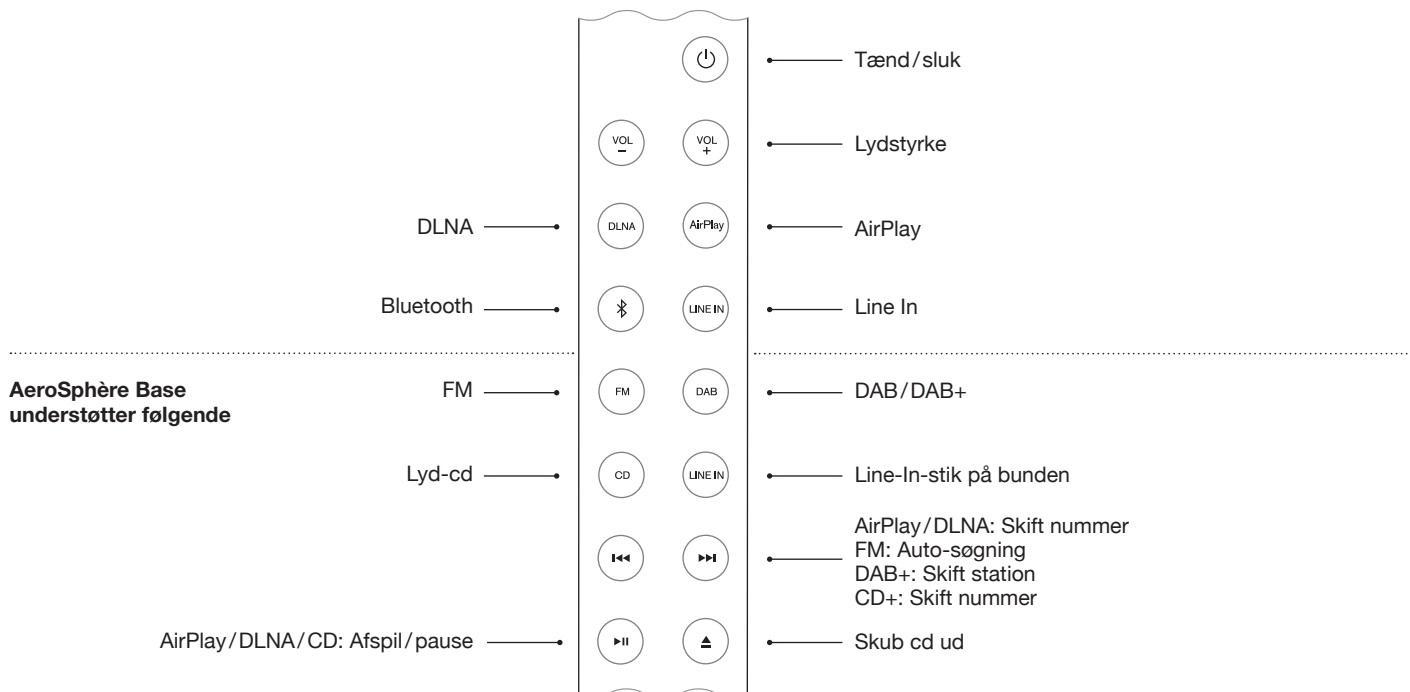 Tænd/sluk
VOL
−
VOL
+
Lydstyrke
DLNA
DLNA
AirPlay
AirPlay
Bluetooth
LINE IN
Line In
AeroSphère Base
understøtter følgende
FM
FM
DAB
DAB/DAB+
Lyd-cd
CD
LINE IN
Line-In-stik på bunden
AirPlay/DLNA: Skift nummer
FM: Auto-søgning
DAB+: Skift station
CD+: Skift nummer
AirPlay/DLNA/CD: Afspil/pause
Skub cd ud